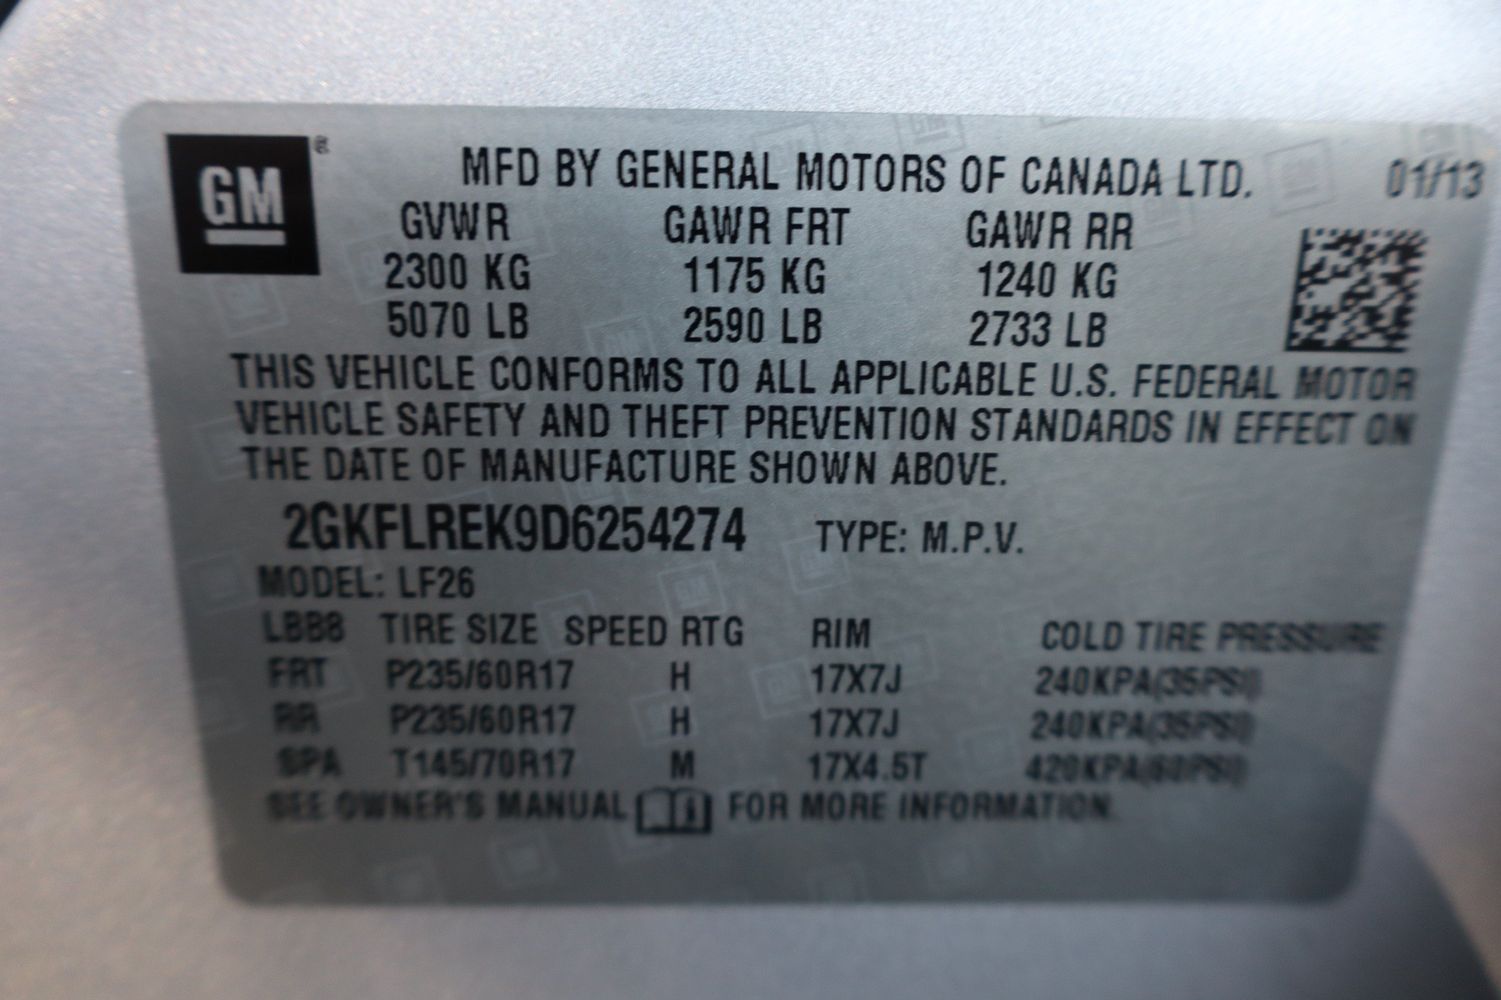 GM®
MFD BY GENERAL MOTORS OF CANADA LTD. 01/13
GVWR GAWR FRT GAWR RR
2300 KG 1175 KG 1240 KG
5070 LB 2590 LB 2733 LB
THIS VEHICLE CONFORMS TO ALL APPLICABLE U.S. FEDERAL MOTOR
VEHICLE SAFETY AND THEFT PREVENTION STANDARDS IN EFFECT ON
THE DATE OF MANUFACTURE SHOWN ABOVE.
2GKFLREK9D6254274 TYPE: M.P.V.
MODEL: LF26
LBB8 TIRE SIZE SPEED RTG RIM COLD TIRE PRESSURE
FRT P235/60R17 H 17X7J 240KPA(35PSI)
RR P235/60R17 H 17X7J 240KPA(35PSI)
SPA T145/70R17 M 17X4.5T 420KPA(60PSI)
SEE OWNER'S MANUAL FOR MORE INFORMATION.